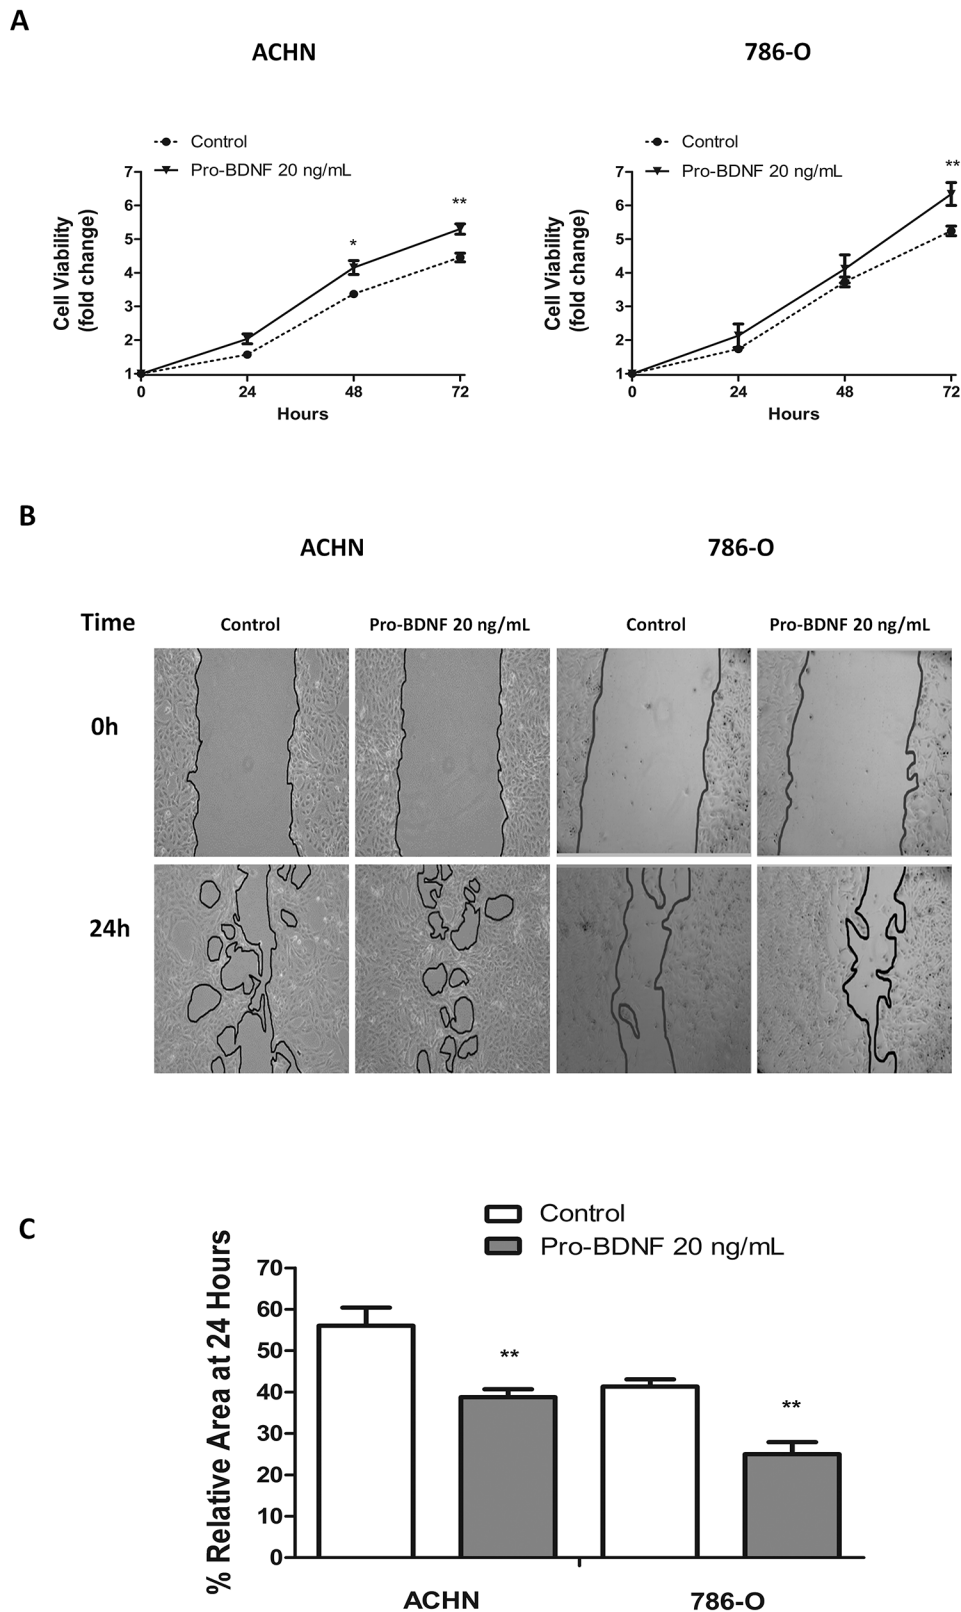 A
ACHN
786-O
Control
Pro-BDNF 20 ng/mL
Control
Pro-BDNF 20 ng/mL
Cell Viability
(fold change)
7
6
5
4
3
2
1
*
**
0 24 48 72
Hours
Cell Viability
(fold change)
7
6
5
4
3
2
1
**
0 24 48 72
Hours
B
ACHN
786-O
Time
Control
Pro-BDNF 20 ng/mL
Control
Pro-BDNF 20 ng/mL
0h
24h
C
Control
Pro-BDNF 20 ng/mL
% Relative Area at 24 Hours
70
60
50
40
30
20
10
0
**
**
ACHN
786-O